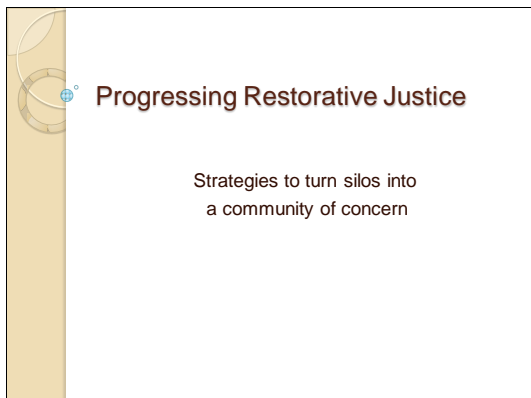 Progressing Restorative Justice
Strategies to turn silos into
a community of concern